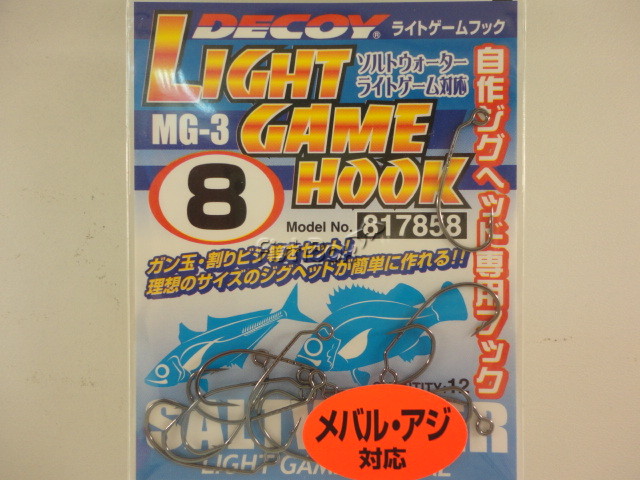 DECOY ライトゲームフック
LIGHT
GAME
HOOK
ソルトウォーター
ライトゲーム対応
MG-3
8
Model No. 817858
自作ジグヘッド専用フック
ガン玉・割りビシ等をセット!
理想のサイズのジグヘッドが簡単に作れる!!
12
メバル・アジ
対応
LIGHT GAME